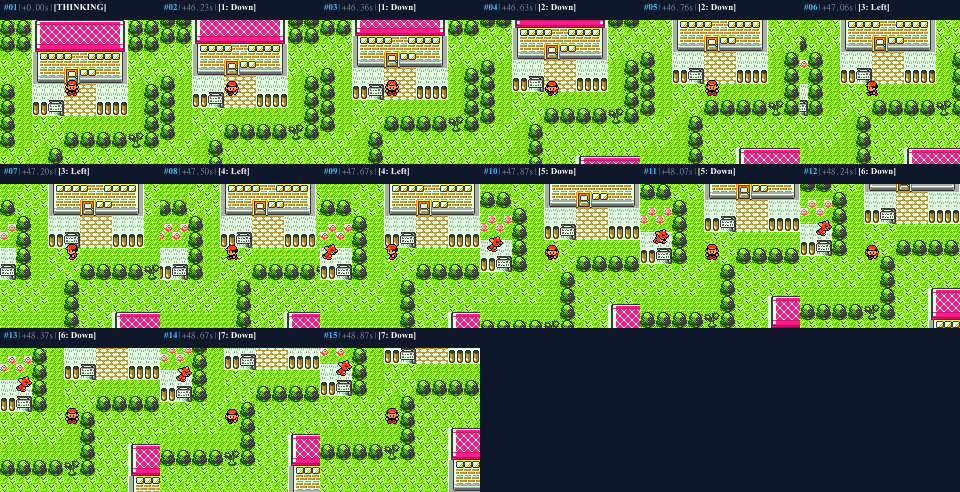 #01|+0.00s|[THINKING]
#02|+46.23s|[1: Down]
#03|+46.36s|[1: Down]
#04|+46.63s|[2: Down]
#05|+46.76s|[2: Down]
#06|+47.06s|[3: Left]
#07|+47.20s|[3: Left]
#08|+47.50s|[4: Left]
#09|+47.67s|[4: Left]
#10|+47.87s|[5: Down]
#11|+48.07s|[5: Down]
#12|+48.24s|[6: Down]
#13|+48.37s|[6: Down]
#14|+48.67s|[7: Down]
#15|+48.87s|[7: Down]